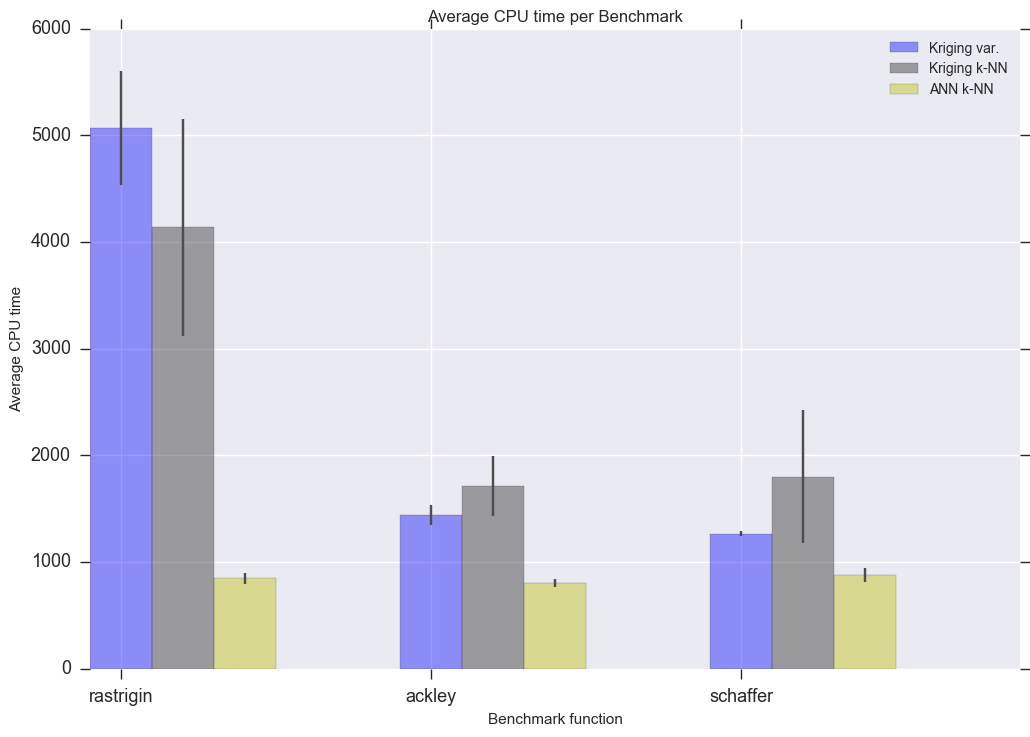 Average CPU time per Benchmark
6000
5000
4000
3000
2000
1000
0
Average CPU time
Kriging var.
Kriging k-NN
ANN k-NN
rastrigin ackley schaffer
Benchmark function